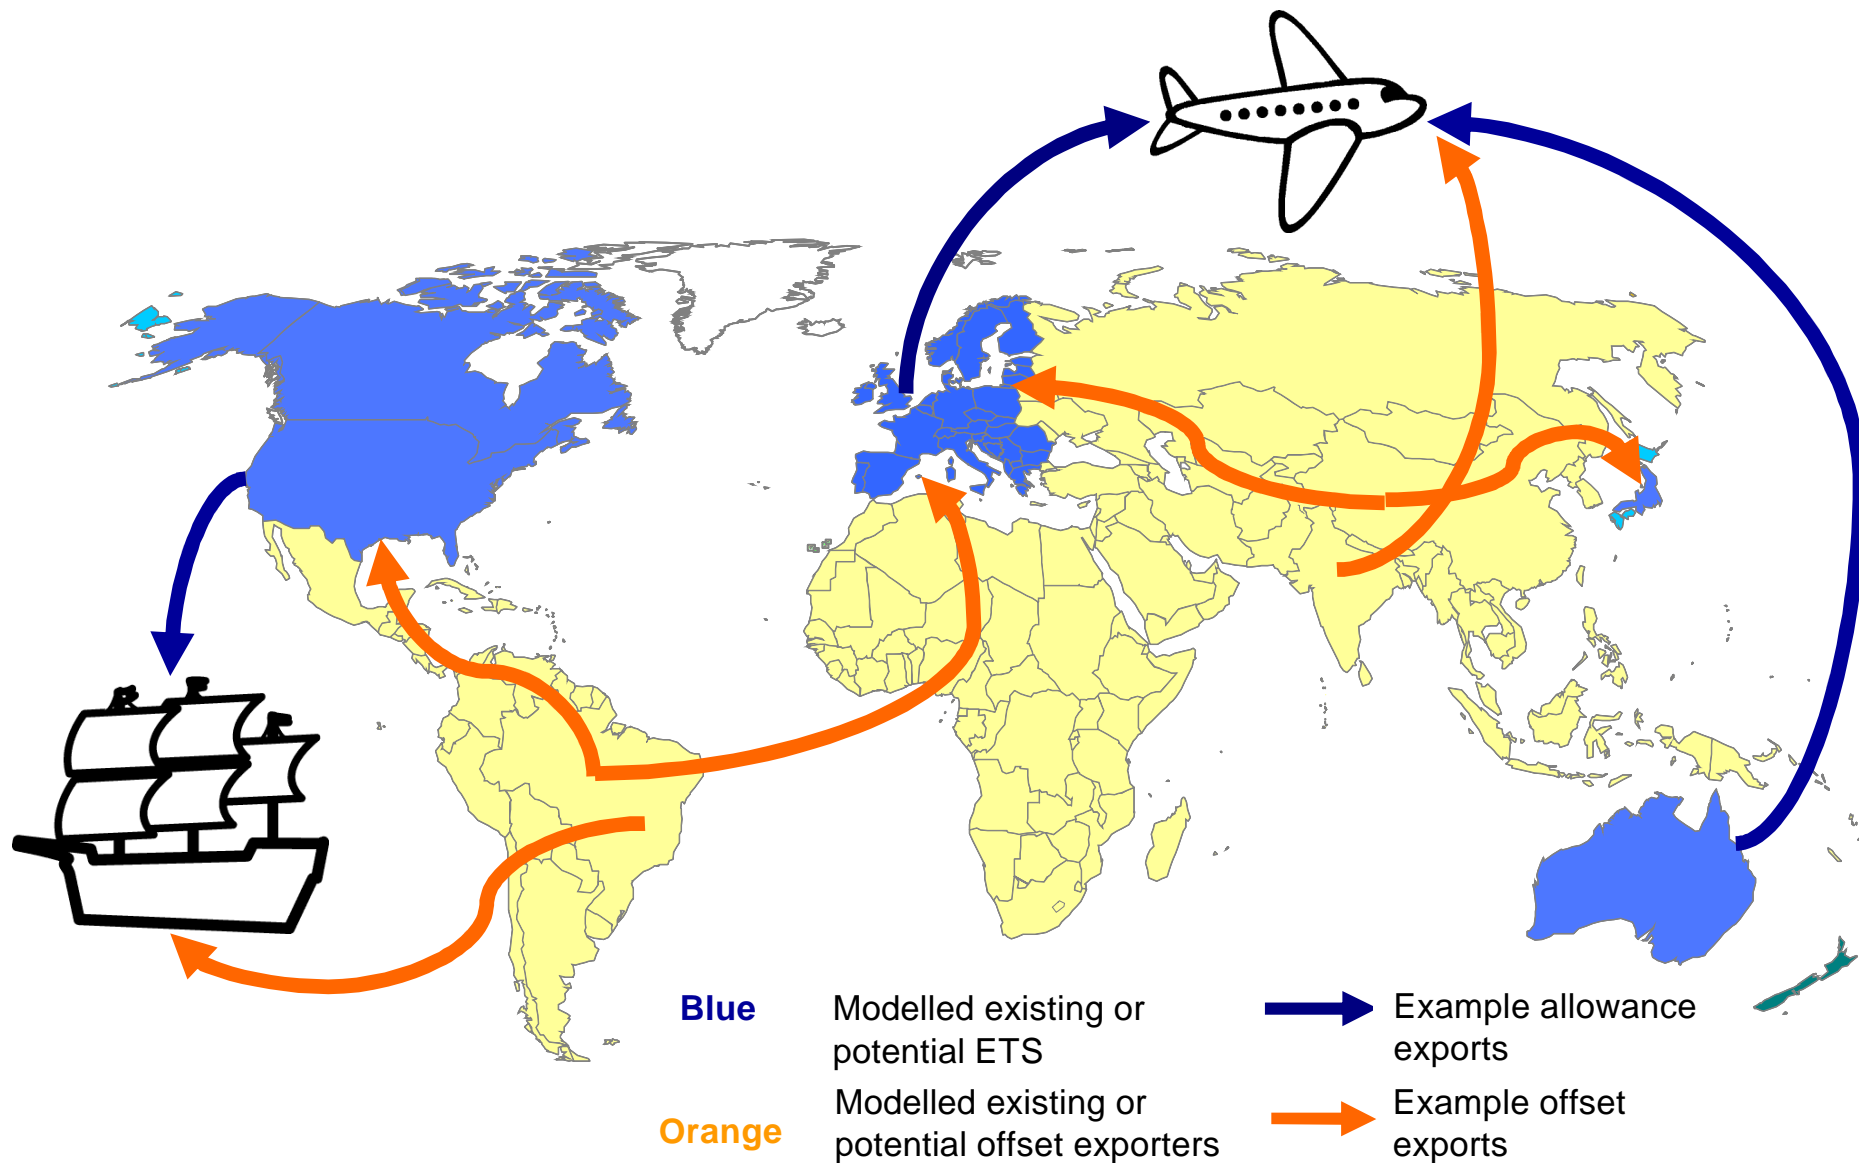 Blue
Modelled existing or
potential ETS
Example allowance
exports
Orange
Modelled existing or
potential offset exporters
Example offset
exports